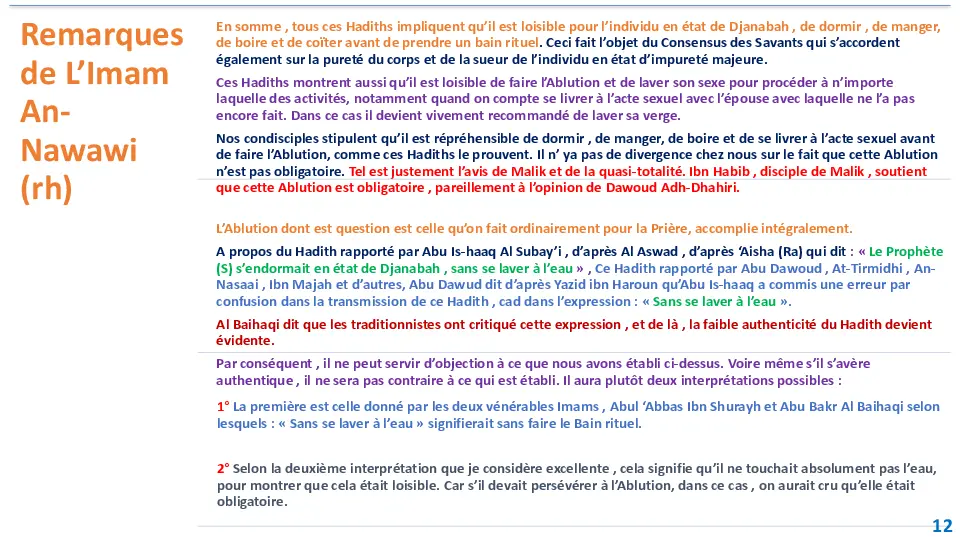 Remarques
de L’Imam
An-
Nawawi
(rh)
En somme , tous ces Hadiths impliquent qu’il est loisible pour l’individu en état de Djanabah , de dormir , de manger,
de boire et de coïter avant de prendre un bain rituel. Ceci fait l’objet du Consensus des Savants qui s’accordent
également sur la pureté du corps et de la sueur de l’individu en état d’impureté majeure.
Ces Hadiths montrent aussi qu’il est loisible de faire l’Ablution et de laver son sexe pour procéder à n’importe
laquelle des activités, notamment quand on compte se livrer à l’acte sexuel avec l’épouse avec laquelle ne l’a pas
encore fait. Dans ce cas il devient vivement recommandé de laver sa verge.
Nos condisciples stipulent qu’il est répréhensible de dormir , de manger, de boire et de se livrer à l’acte sexuel avant
de faire l’Ablution, comme ces Hadiths le prouvent. Il n’ ya pas de divergence chez nous sur le fait que cette Ablution
n’est pas obligatoire. Tel est justement l’avis de Malik et de la quasi-totalité. Ibn Habib , disciple de Malik , soutient
que cette Ablution est obligatoire , pareillement à l’opinion de Dawoud Adh-Dhahiri.
L’Ablution dont est question est celle qu’on fait ordinairement pour la Prière, accomplie intégralement.
A propos du Hadith rapporté par Abu Is-haaq Al Subay’i , d’après Al Aswad , d’après ‘Aisha (Ra) qui dit : « Le Prophète
(S) s’endormait en état de Djanabah , sans se laver à l’eau » , Ce Hadith rapporté par Abu Dawoud , At-Tirmidhi , An-
Nasaai , Ibn Majah et d’autres, Abu Dawud dit d’après Yazid ibn Haroun qu’Abu Is-haaq a commis une erreur par
confusion dans la transmission de ce Hadith , cad dans l’expression : « Sans se laver à l’eau ».
Al Baihaqi dit que les traditionnistes ont critiqué cette expression , et de là , la faible authenticité du Hadith devient
évidente.
Par conséquent , il ne peut servir d’objection à ce que nous avons établi ci-dessus. Voire même s’il s’avère
authentique , il ne sera pas contraire à ce qui est établi. Il aura plutôt deux interprétations possibles :
1° La première est celle donné par les deux vénérables Imams , Abul ‘Abbas Ibn Shurayh et Abu Bakr Al Baihaqi selon
lesquels : « Sans se laver à l’eau » signifierait sans faire le Bain rituel.
2° Selon la deuxième interprétation que je considère excellente , cela signifie qu’il ne touchait absolument pas l’eau,
pour montrer que cela était loisible. Car s’il devait persévérer à l’Ablution, dans ce cas , on aurait cru qu’elle était
obligatoire.
12